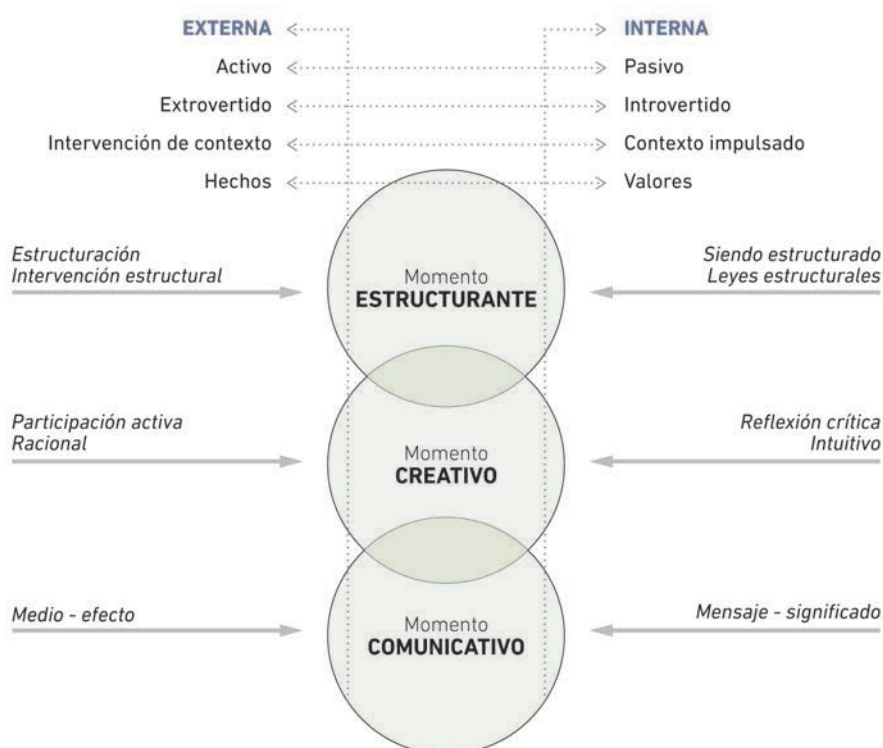 EXTERNA
INTERNA
Activo
Pasivo
Extrovertido
Introvertido
Intervención de contexto
Contexto impulsado
Hechos
Valores
Estructuración
Intervención estructural
Momento
ESTRUCTURANTE
Siendo estructurado
Leyes estructurales
Participación activa
Racional
Momento
CREATIVO
Reflexión crítica
Intuitivo
Medio - efecto
Momento
COMUNICATIVO
Mensaje - significado